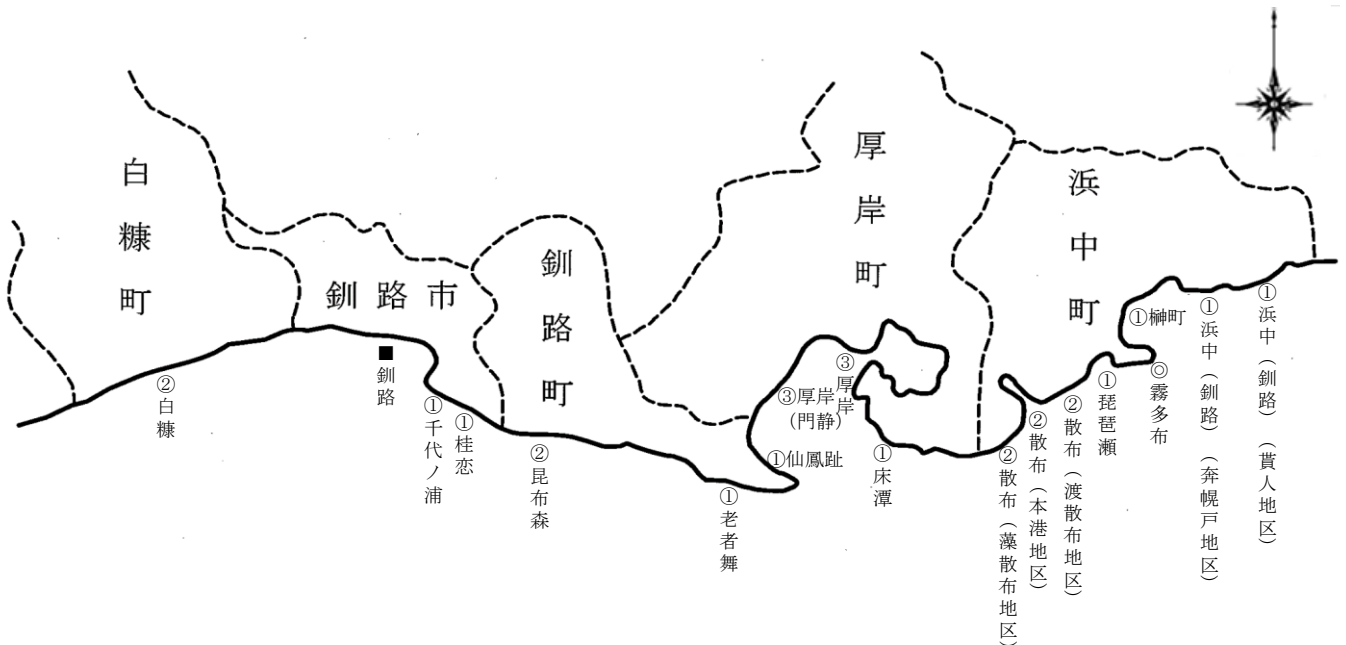 白糠町
釧路市
釧路町
厚岸町
浜中町
②白糠
■釧路
①千代ノ浦
①桂恋
②昆布森
①老者舞
①仙鳳趾
③厚岸
(門静)
③厚岸
①床潭
②散布(藻散布地区)
②散布(本港地区)
②散布(渡散布地区)
①琵琶瀬
◎霧多布
①榊町
①浜中(釧路)(奔幌戸地区)
①浜中(釧路)(貰人地区)